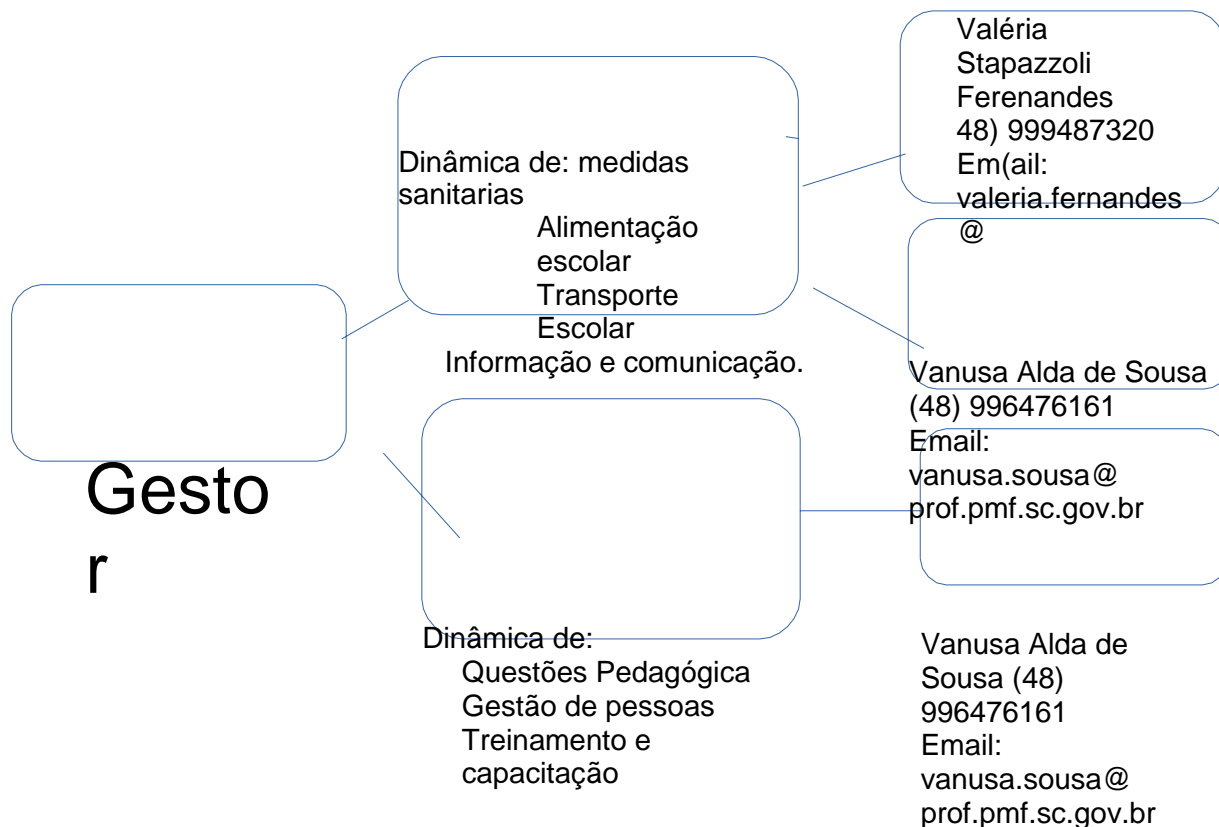 Valéria
Stapazzoli
Ferenandes
48) 999487320
Em(ail:
valeria.fernandes
@
Dinâmica de: medidas
sanitarias
Alimentação
escolar
Transporte
Escolar
Informação e comunicação.
Vanusa Alda de Sousa
(48) 996476161
Email:
vanusa.sousa@
prof.pmf.sc.gov.br
Gesto
r
Dinâmica de:
Questões Pedagógica
Gestão de pessoas
Treinamento e
capacitação
Vanusa Alda de
Sousa (48)
996476161
Email:
vanusa.sousa@
prof.pmf.sc.gov.br